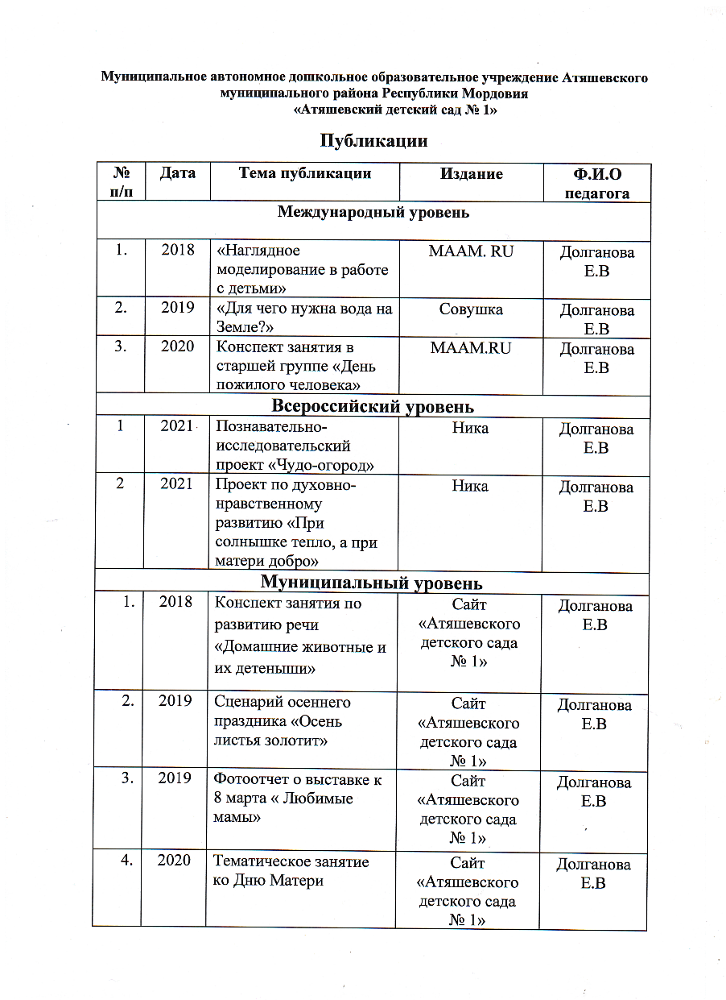 Муниципальное автономное дошкольное образовательное учреждение Атяшевского
муниципального района Республики Мордовия
«Атяшевский детский сад № 1»
Публикации
№ п/п Дата Тема публикации Издание Ф.И.О педагога
Международный уровень
1. 2018 «Наглядное МААМ. RU Долганова
моделирование в работе Е.В
с детьми»
2. 2019 «Для чего нужна вода на Совушка Долганова
Земле?» Е.В
3. 2020 Конспект занятия в МААМ.RU Долганова
старшей группе «День Е.В
пожилого человека»
Всероссийский уровень
1 2021 Познавательно- Ника Долганова
исследовательский Е.В
проект «Чудо-огород»
2 2021 Проект по духовно- Ника Долганова
нравственному Е.В
развитию «При
солнышке тепло, а при
матери добро»
Муниципальный уровень
1. 2018 Конспект занятия по Сайт Долганова
развитию речи «Атяшевского Е.В
«Домашние животные и детского сада
их детеныши» № 1»
2. 2019 Сценарий осеннего Сайт Долганова
праздника «Осень «Атяшевского Е.В
листья золотит» детского сада
№ 1»
3. 2019 Фотоотчет о выставке к Сайт Долганова
8 марта « Любимые «Атяшевского Е.В
мамы» детского сада
№ 1»
4. 2020 Тематическое занятие Сайт Долганова
ко Дню Матери «Атяшевского Е.В
детского сада
№ 1»